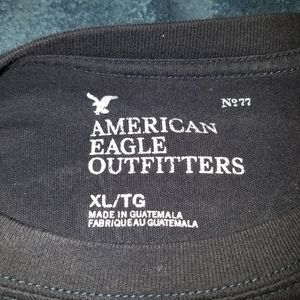 Nº77
AMERICAN
EAGLE
OUTFITTERS
XL/TG
MADE IN GUATEMALA
FABRIQUÉ AU GUATEMALA